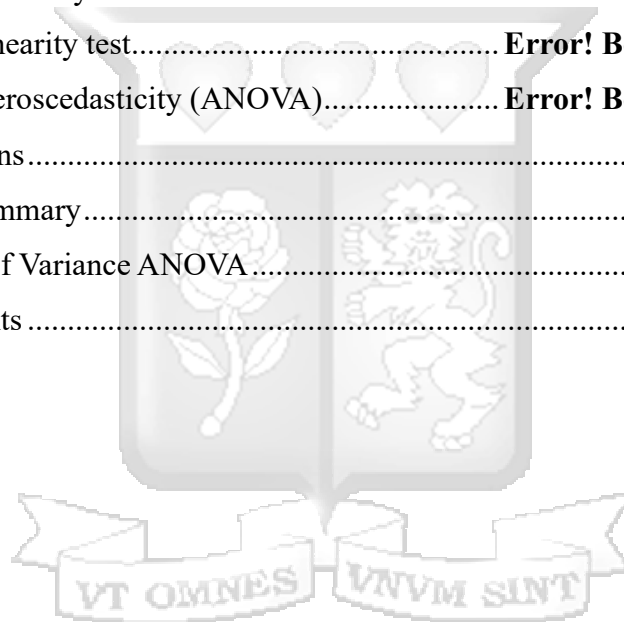 nearity test........................................ Error! B
eroscedasticity (ANOVA)...................... Error! B
ns
mmary
f Variance ANOVA
ts
VT OMNES VNVM SINT